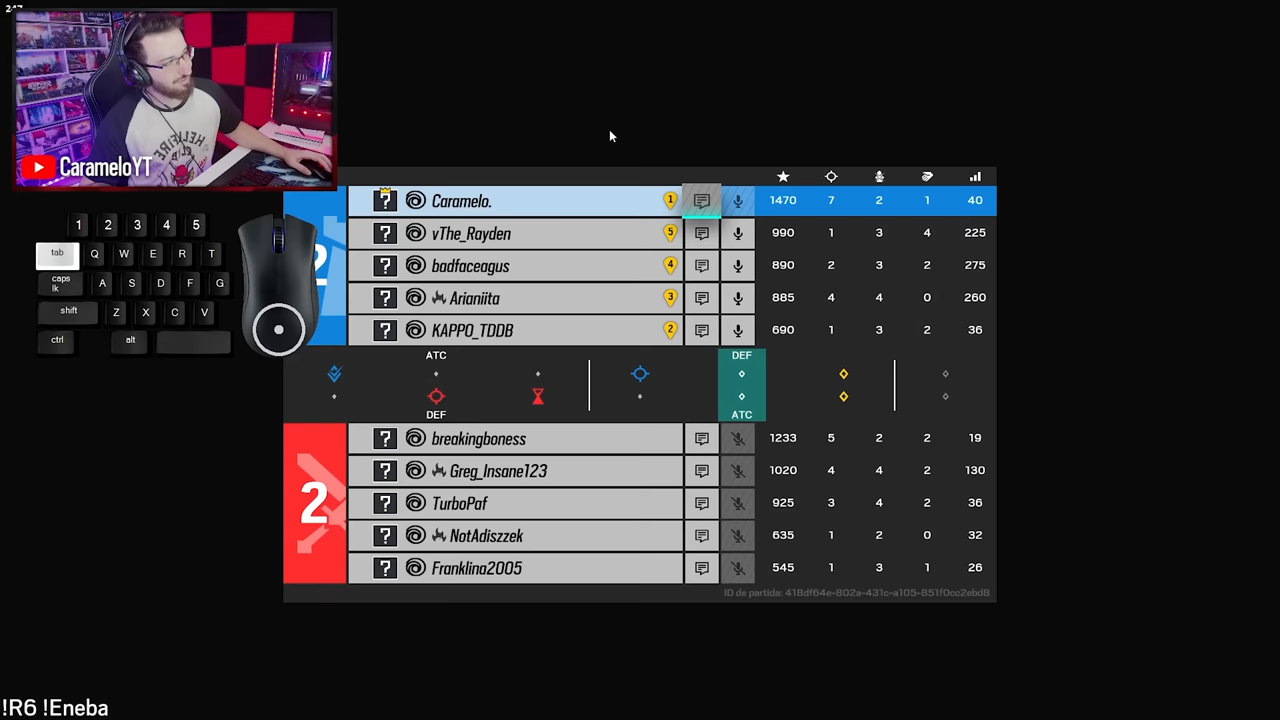 247
HELLFIRE
CLUB
CarameloYT
1 2 3 4 5
tab Q W E R T
caps lk A S D F G
shift Z X C V
ctrl alt
2
? Caramelo. 1 1470 7 2 1 40
? vThe_Rayden 5 990 1 3 4 225
? badfaceagus 4 890 2 3 2 275
? Arianiita 3 885 4 4 0 260
? KAPPO_TDDB 2 690 1 3 2 36
ATC DEF
DEF ATC
2
? breakingboness 1233 5 2 2 19
? Greg_Insane123 1020 4 4 2 130
? TurboPaf 925 3 4 2 36
? NotAdiszzek 635 1 2 0 32
? Franklina2005 545 1 3 1 26
ID de partida: 418df64e-802a-431c-a105-851f0cc2ebd8
!R6 !Eneba